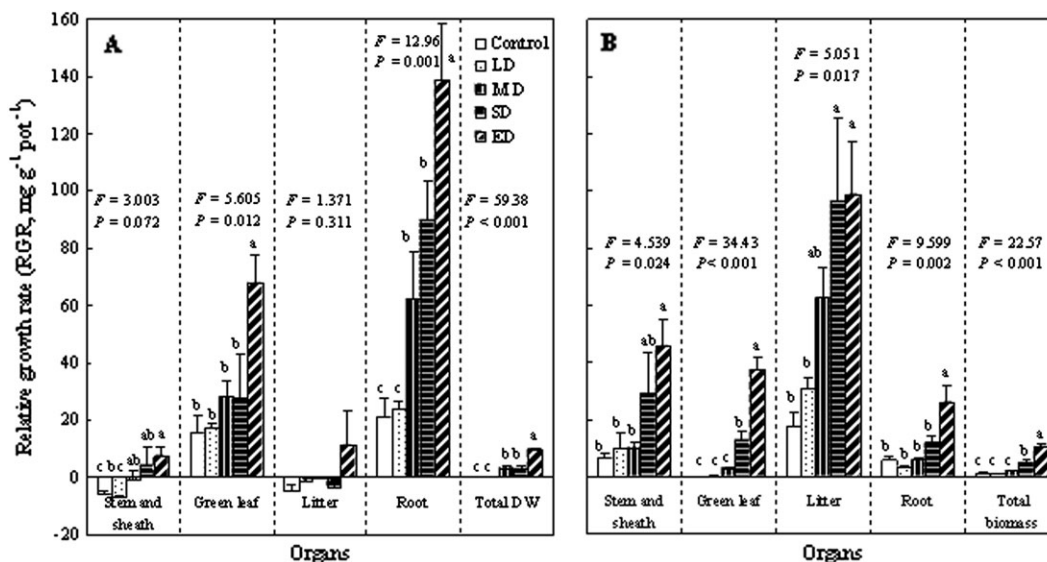 Relative growth rate (RGR, mg g⁻¹ pot⁻¹)
160
140
120
100
80
60
40
20
0
-20
A
Control
LD
MD
SD
ED
F = 3.003
P = 0.072
F = 5.605
P = 0.012
F = 1.371
P = 0.311
F = 12.96
P = 0.001
F = 59.38
P < 0.001
c b c ab ab a
b b b b a
c c b b a
c c b b a
Stem and sheath
Green leaf
Litter
Root
Total DW
Organs
B
F = 4.539
P = 0.024
F = 34.43
P < 0.001
F = 5.051
P = 0.017
F = 9.599
P = 0.002
F = 22.57
P < 0.001
b b b ab a
c c c b a
b b ab a a
b b b b a
c c c b a
Stem and sheath
Green leaf
Litter
Root
Total biomass
Organs